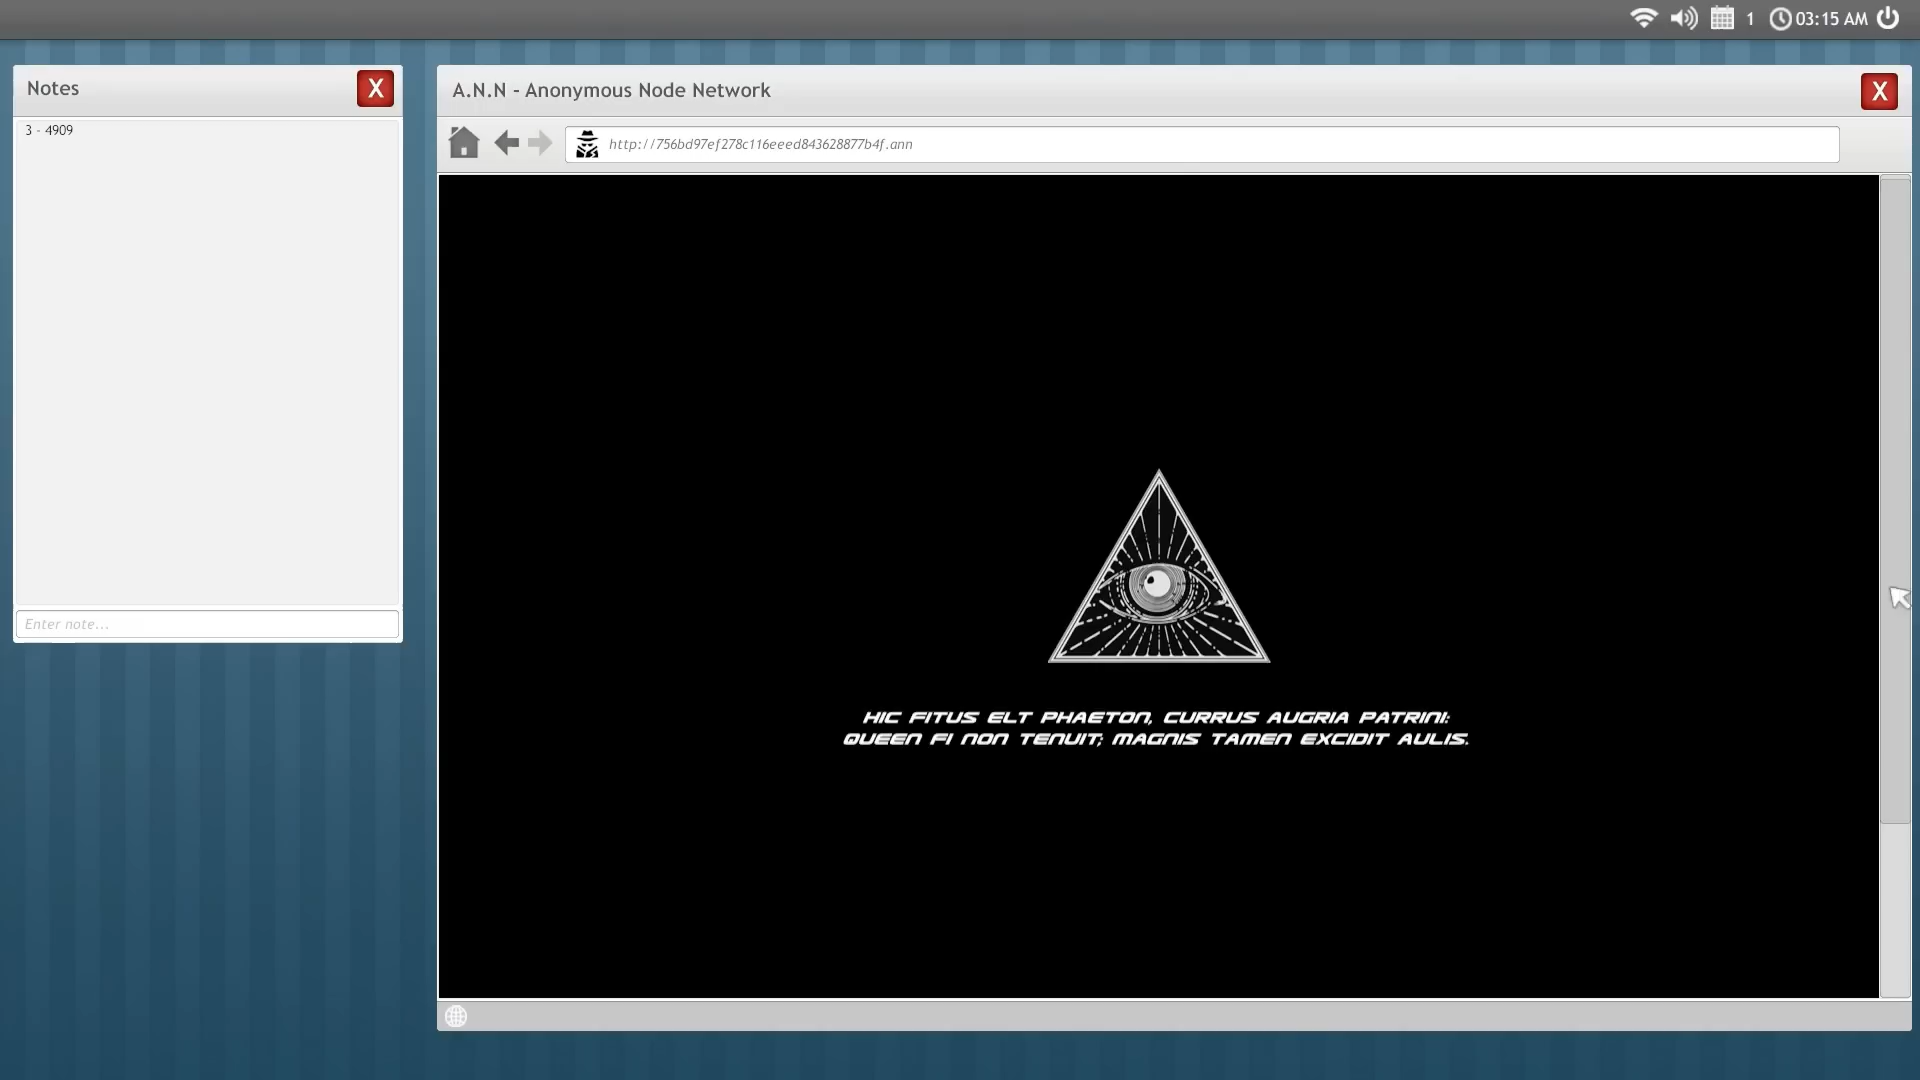 1 03:15 AM
Notes X
3 - 4909
Enter note...
A.N.N - Anonymous Node Network X
http://756bd97ef278c116eeed843628877b4f.ann
HIC FITUS ELT PHAETON, CURRUS AUGRIA PATRINI:
QUEEN FI NON TENUIT; MAGNIS TAMEN EXCIDIT AULIS.